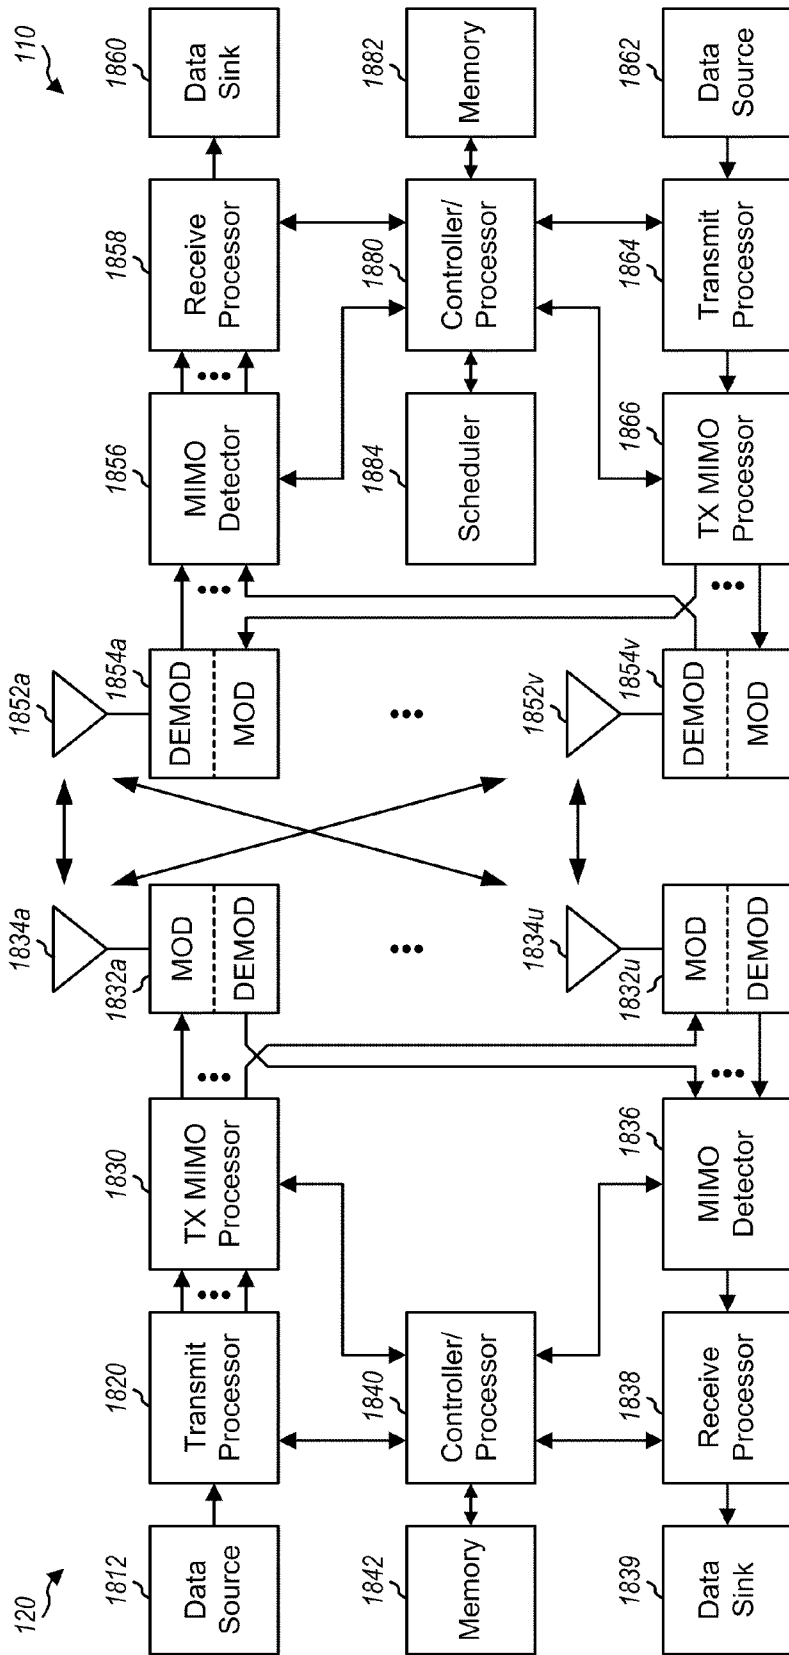 120
110
1812
Data
Source
1820
Transmit
Processor
1830
TX MIMO
Processor
1832a
MOD
DEMOD
1834a
1852a
1854a
DEMOD
MOD
1856
MIMO
Detector
1858
Receive
Processor
1860
Data
Sink
1842
Memory
1840
Controller/
Processor
1884
Scheduler
1880
Controller/
Processor
1882
Memory
1839
Data
Sink
1838
Receive
Processor
1836
MIMO
Detector
1832u
MOD
DEMOD
1834u
1852v
1854v
DEMOD
MOD
1866
TX MIMO
Processor
1864
Transmit
Processor
1862
Data
Source